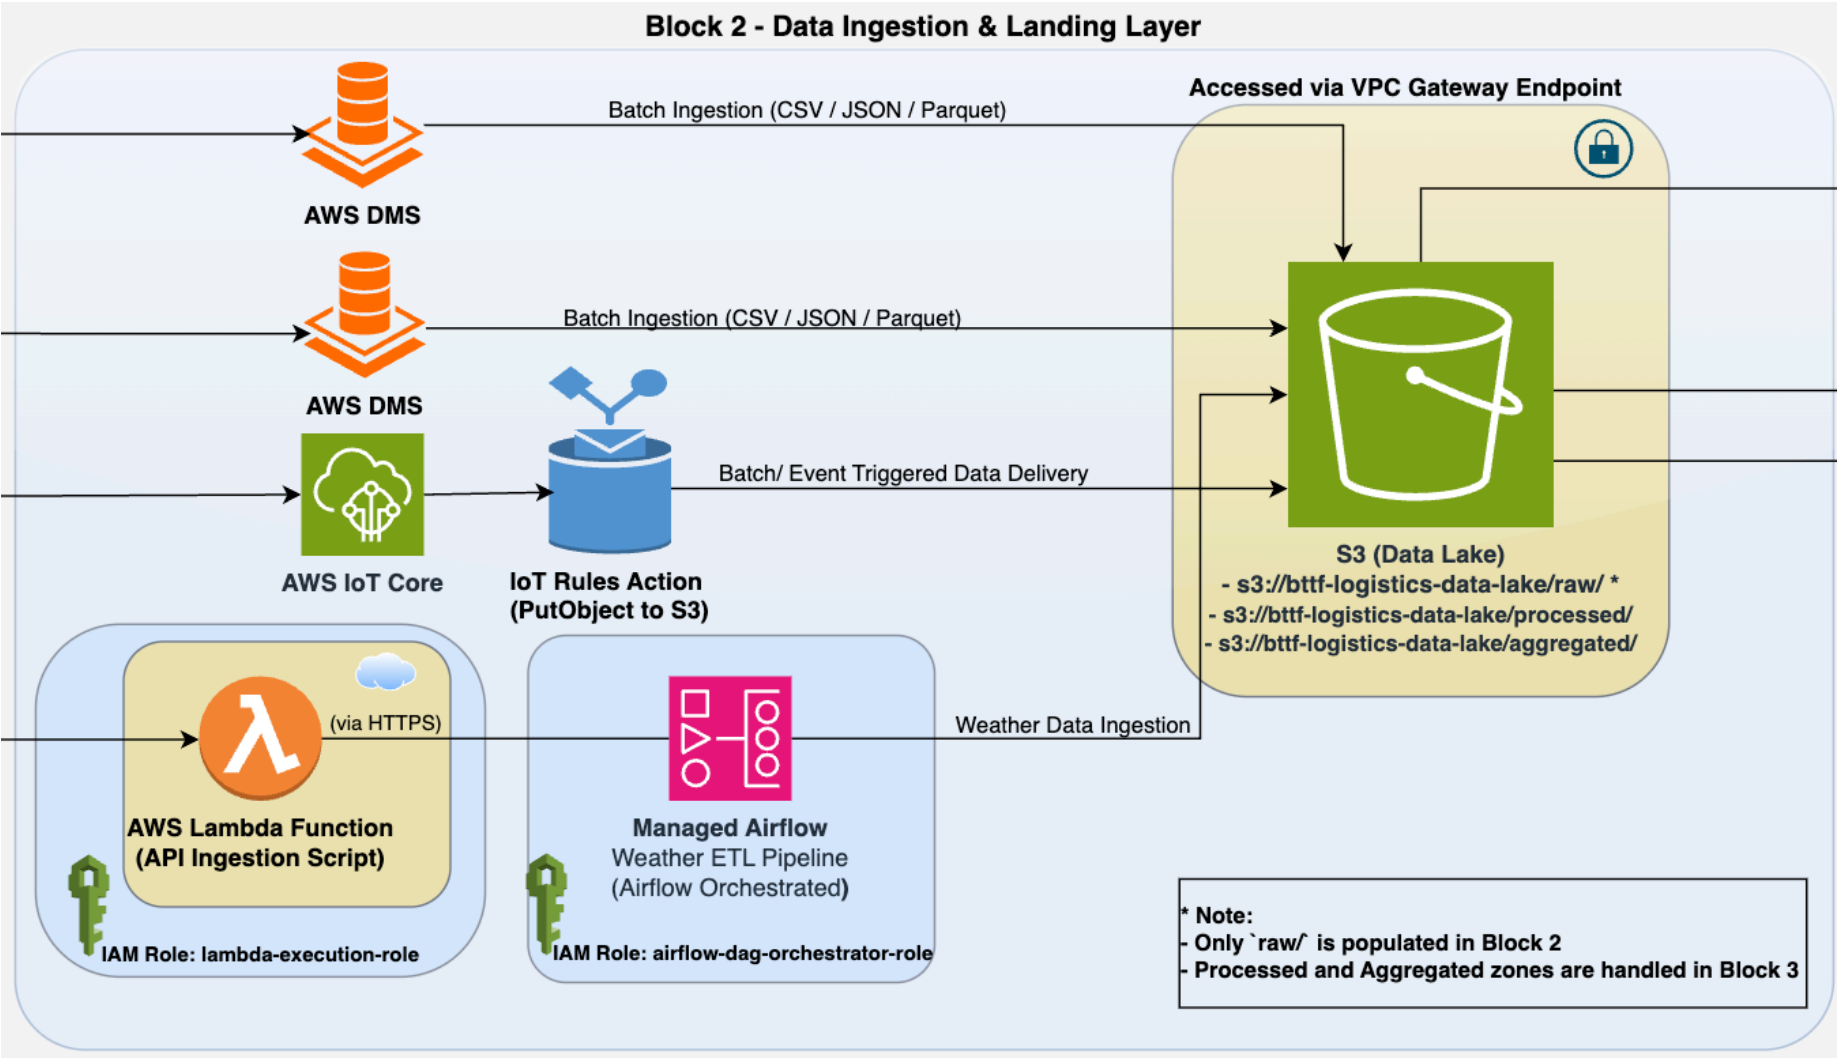 Block 2 - Data Ingestion & Landing Layer
Accessed via VPC Gateway Endpoint
Batch Ingestion (CSV / JSON / Parquet)
AWS DMS
Batch Ingestion (CSV / JSON / Parquet)
AWS DMS
Batch/ Event Triggered Data Delivery
AWS IoT Core
IoT Rules Action
(PutObject to S3)
S3 (Data Lake)
- s3://bttf-logistics-data-lake/raw/ *
- s3://bttf-logistics-data-lake/processed/
- s3://bttf-logistics-data-lake/aggregated/
(via HTTPS)
AWS Lambda Function
(API Ingestion Script)
IAM Role: lambda-execution-role
Weather Data Ingestion
Managed Airflow
Weather ETL Pipeline
(Airflow Orchestrated)
IAM Role: airflow-dag-orchestrator-role
* Note:
- Only `raw/` is populated in Block 2
- Processed and Aggregated zones are handled in Block 3